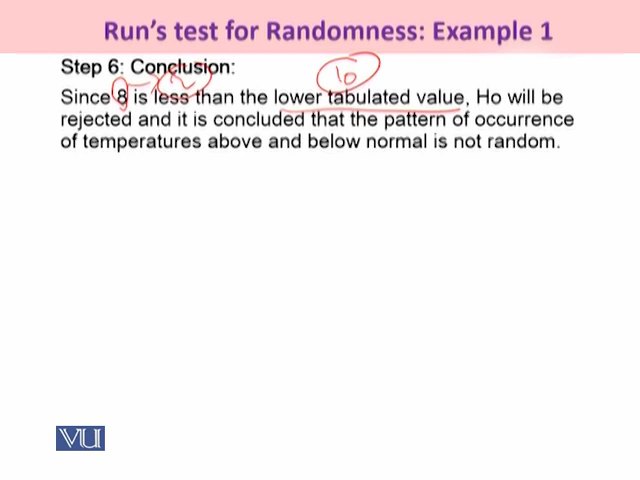 Run's test for Randomness: Example 1
Step 6: Conclusion:
10
Since 8 is less than the lower tabulated value, Ho will be
rejected and it is concluded that the pattern of occurrence
of temperatures above and below normal is not random.
VU